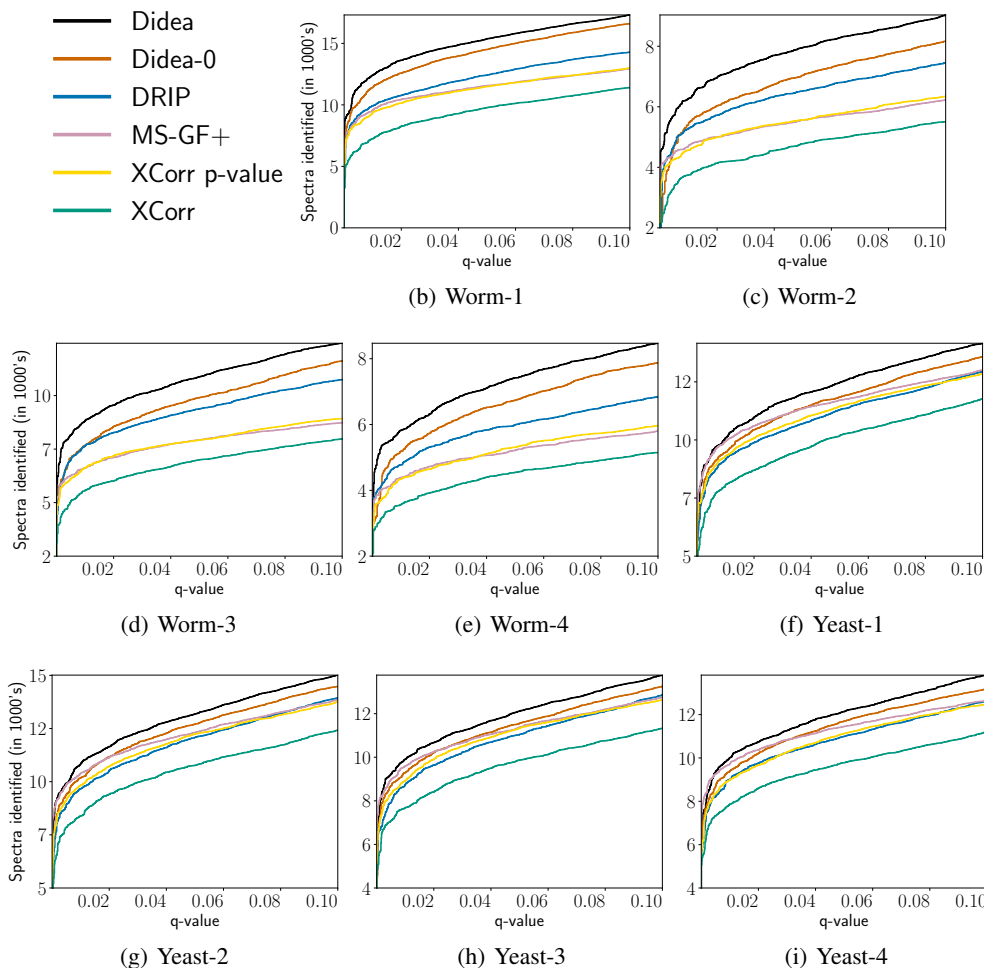 Didea
Didea-0
DRIP
MS-GF+
XCorr p-value
XCorr
Spectra identified (in 1000's)
15
10
5
0
0.02 0.04 0.06 0.08 0.10
q-value
(b) Worm-1
8
6
4
2
0.02 0.04 0.06 0.08 0.10
q-value
(c) Worm-2
Spectra identified (in 1000's)
10
7
5
2
0.02 0.04 0.06 0.08 0.10
q-value
(d) Worm-3
8
6
4
2
0.02 0.04 0.06 0.08 0.10
q-value
(e) Worm-4
12
10
7
5
0.02 0.04 0.06 0.08 0.10
q-value
(f) Yeast-1
Spectra identified (in 1000's)
15
12
10
7
5
0.02 0.04 0.06 0.08 0.10
q-value
(g) Yeast-2
12
10
8
6
4
0.02 0.04 0.06 0.08 0.10
q-value
(h) Yeast-3
12
10
8
6
4
0.02 0.04 0.06 0.08 0.10
q-value
(i) Yeast-4